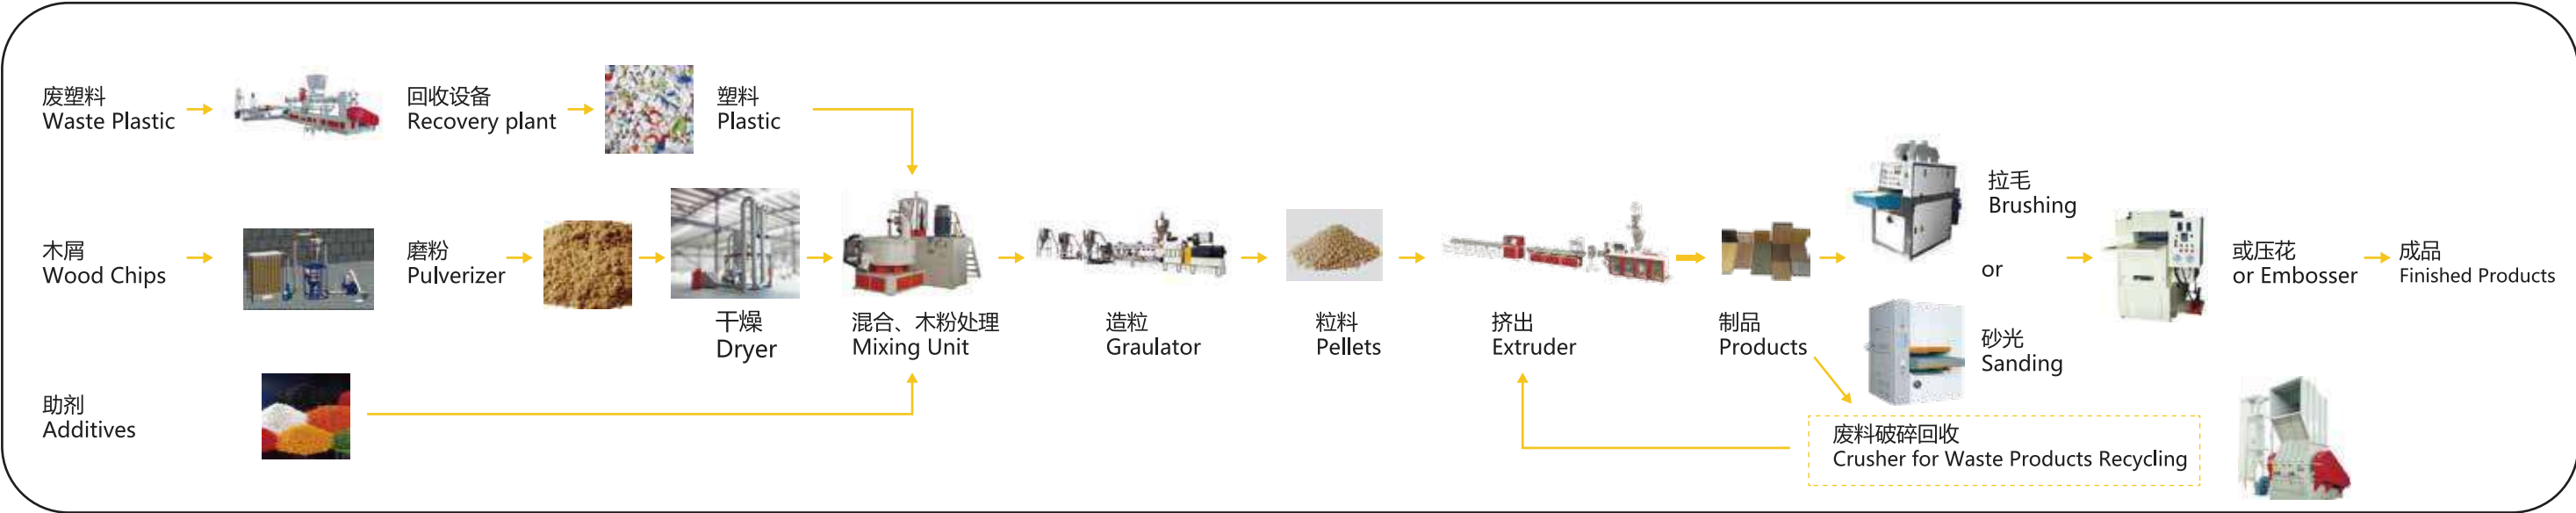 废塑料
Waste Plastic
回收设备
Recovery plant
塑料
Plastic
木屑
Wood Chips
磨粉
Pulverizer
干燥
Dryer
混合、木粉处理
Mixing Unit
造粒
Graulator
粒料
Pellets
挤出
Extruder
制品
Products
拉毛
Brushing
or
砂光
Sanding
或压花
or Embosser
成品
Finished Products
助剂
Additives
废料破碎回收
Crusher for Waste Products Recycling